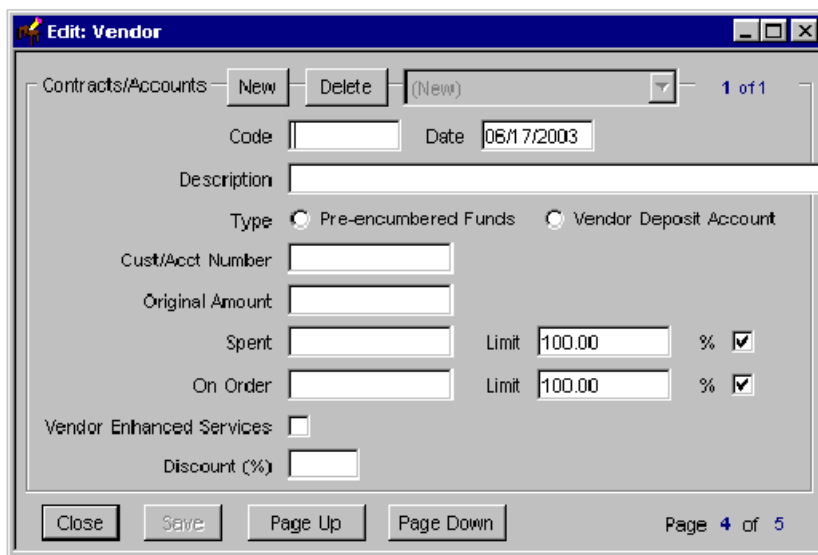 Edit: Vendor
Contracts/Accounts New Delete (New) 1 of 1
Code Date 06/17/2003
Description
Type Pre-encumbered Funds Vendor Deposit Account
Cust/Acct Number
Original Amount
Spent Limit 100.00 %
On Order Limit 100.00 %
Vendor Enhanced Services
Discount (%)
Close Save Page Up Page Down Page 4 of 5